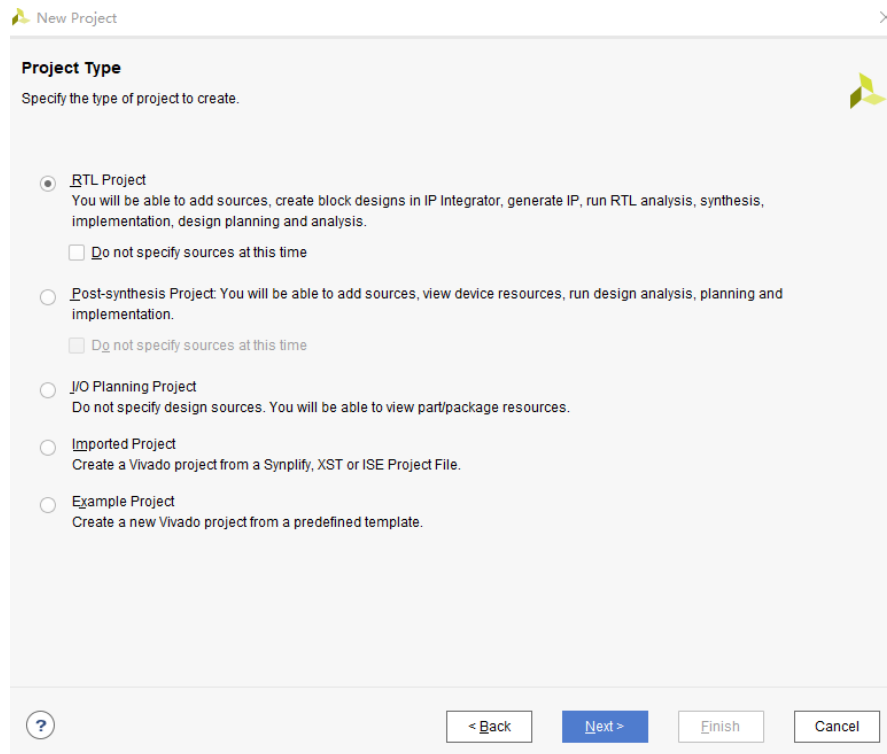 New Project
Project Type
Specify the type of project to create.
RTL Project
You will be able to add sources, create block designs in IP Integrator, generate IP, run RTL analysis, synthesis,
implementation, design planning and analysis.
Do not specify sources at this time
Post-synthesis Project: You will be able to add sources, view device resources, run design analysis, planning and
implementation.
Do not specify sources at this time
I/O Planning Project
Do not specify design sources. You will be able to view part/package resources.
Imported Project
Create a Vivado project from a Synplify, XST or ISE Project File.
Example Project
Create a new Vivado project from a predefined template.
? < Back Next > Finish Cancel